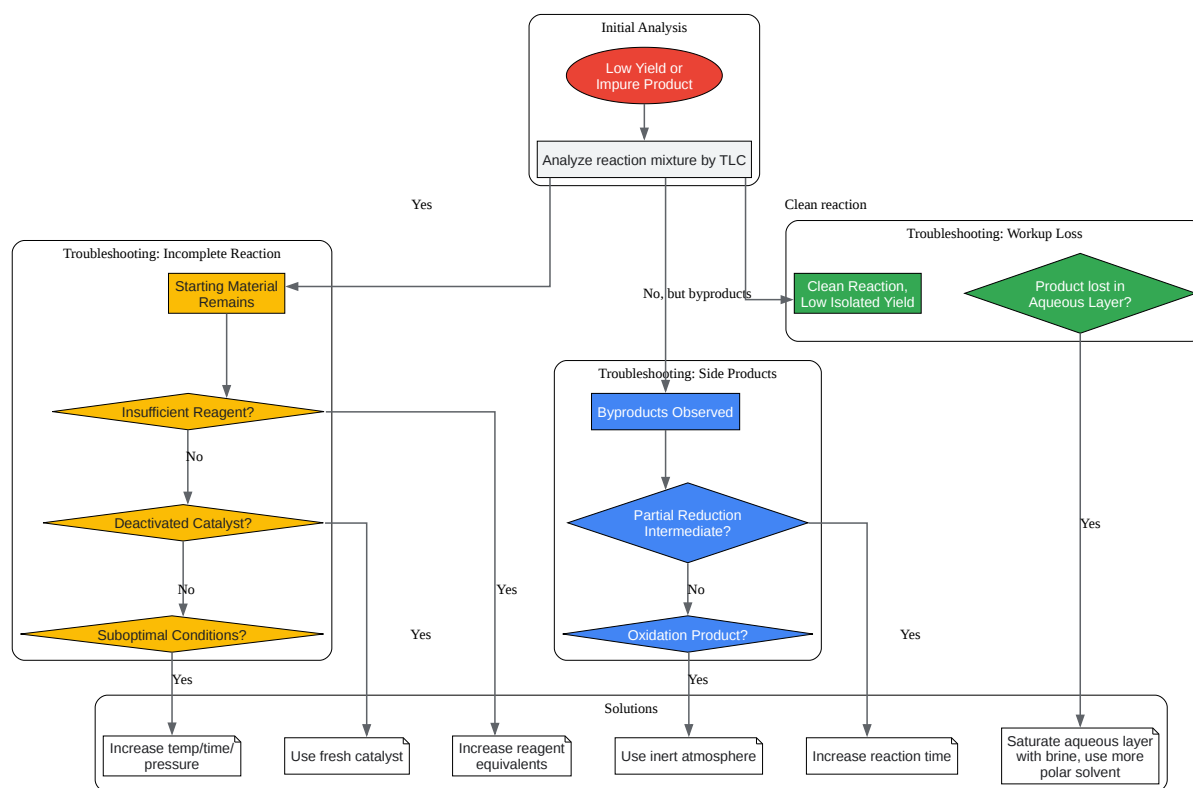 Initial Analysis
Low Yield or
Impure Product
Analyze reaction mixture by TLC
Yes
Clean reaction
Troubleshooting: Workup Loss
Clean Reaction,
Low Isolated Yield
Product lost in
Aqueous Layer?
Troubleshooting: Incomplete Reaction
Starting Material
Remains
No, but byproducts
Troubleshooting: Side Products
Byproducts Observed
Insufficient Reagent?
No
Deactivated Catalyst?
Partial Reduction
Intermediate?
Yes
No
Yes
No
Suboptimal Conditions?
Yes
Oxidation Product?
Yes
Yes
Yes
Solutions
Increase temp/time/
pressure
Use fresh catalyst
Increase reagent
equivalents
Use inert atmosphere
Increase reaction time
Saturate aqueous layer
with brine, use more
polar solvent